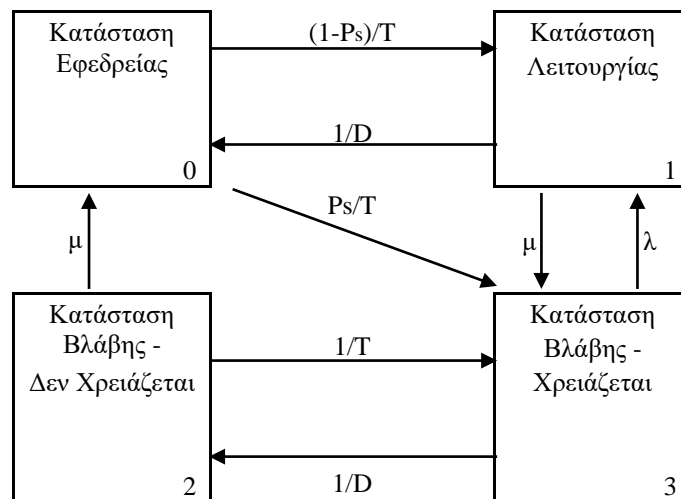 Κατάσταση
Εφεδρείας
0
(1-Ps)/T
Κατάσταση
Λειτουργίας
1
1/D
Ps/T
μ
μ
λ
Κατάσταση
Βλάβης -
Δεν Χρειάζεται
2
1/T
Κατάσταση
Βλάβης -
Χρειάζεται
3
1/D